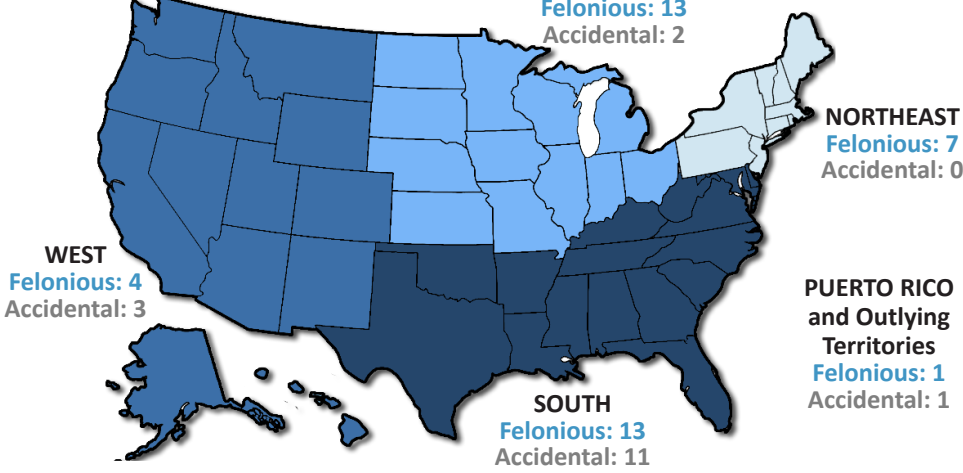 Felonious: 13
Accidental: 2
NORTHEAST
Felonious: 7
Accidental: 0
WEST
Felonious: 4
Accidental: 3
PUERTO RICO
and Outlying
Territories
Felonious: 1
Accidental: 1
SOUTH
Felonious: 13
Accidental: 11